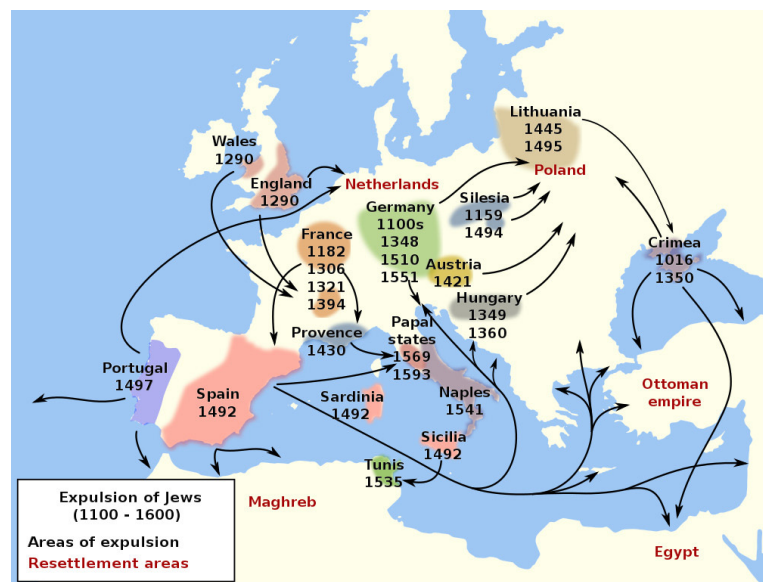 Lithuania
1445
1495
Wales
1290
England
1290
Netherlands
Poland
Germany
1100s
1348
1510
1551
Silesia
1159
1494
France
1182
1306
1321
1394
Austria
1421
Crimea
1016
1350
Hungary
1349
1360
Provence
1430
Papal
states
1569
1593
Portugal
1497
Spain
1492
Sardinia
1492
Naples
1541
Ottoman
empire
Sicilia
1492
Tunis
1535
Maghreb
Egypt
Expulsion of Jews
(1100 - 1600)
Areas of expulsion
Resettlement areas